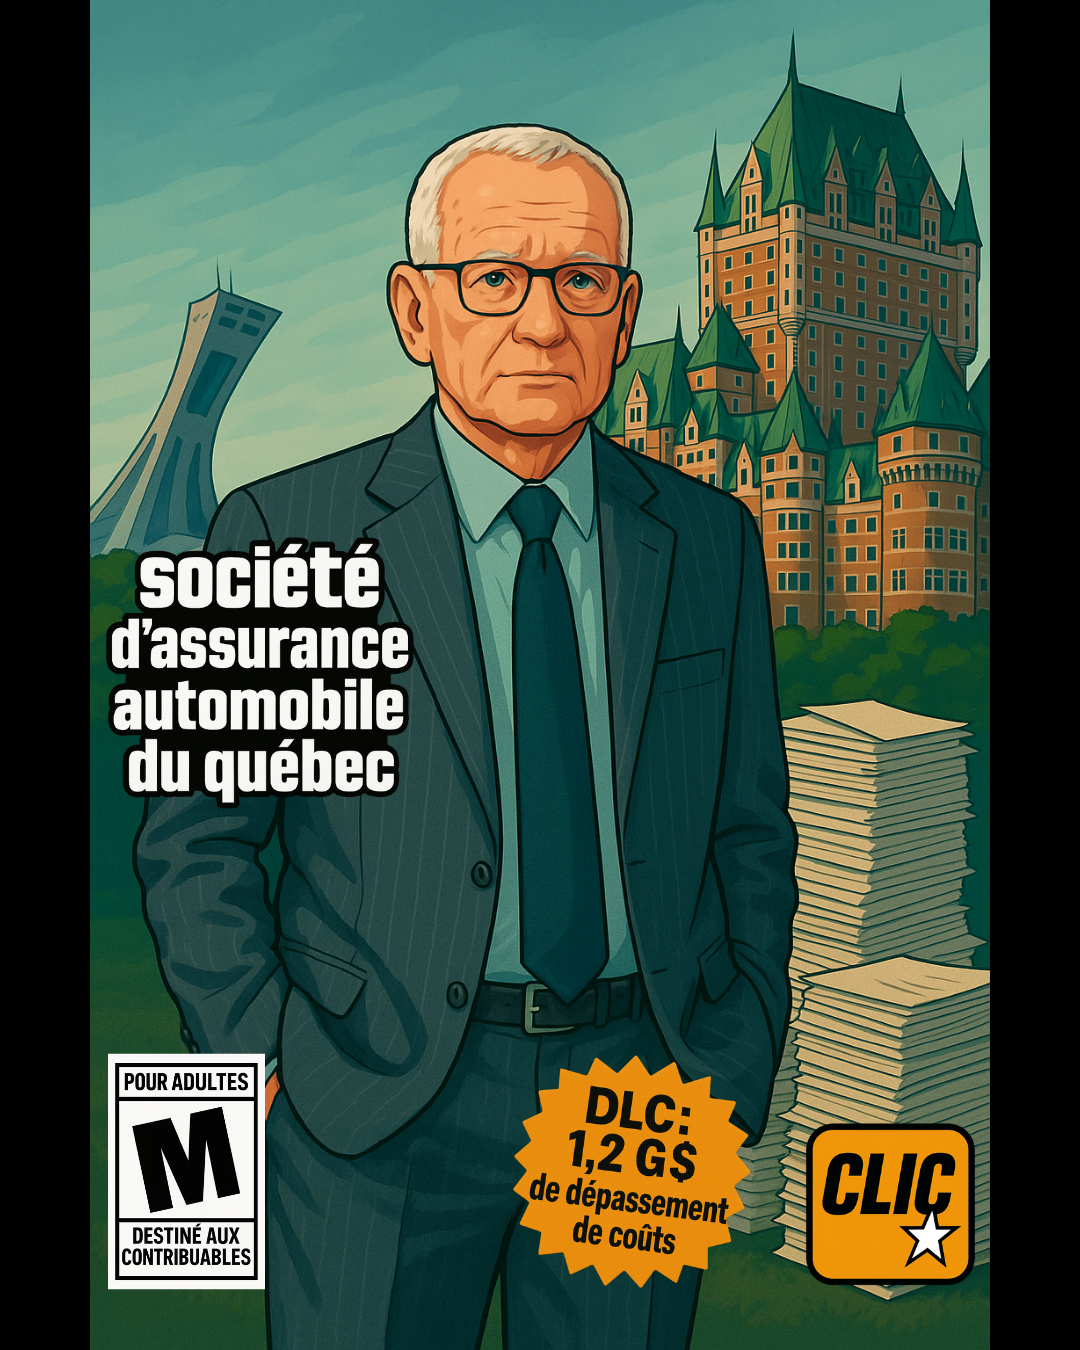 société
d'assurance
automobile
du québec
POUR ADULTES
M
DESTINÉ AUX
CONTRIBUABLES
DLC:
1,2 G$
de dépassement
de coûts
CLIC